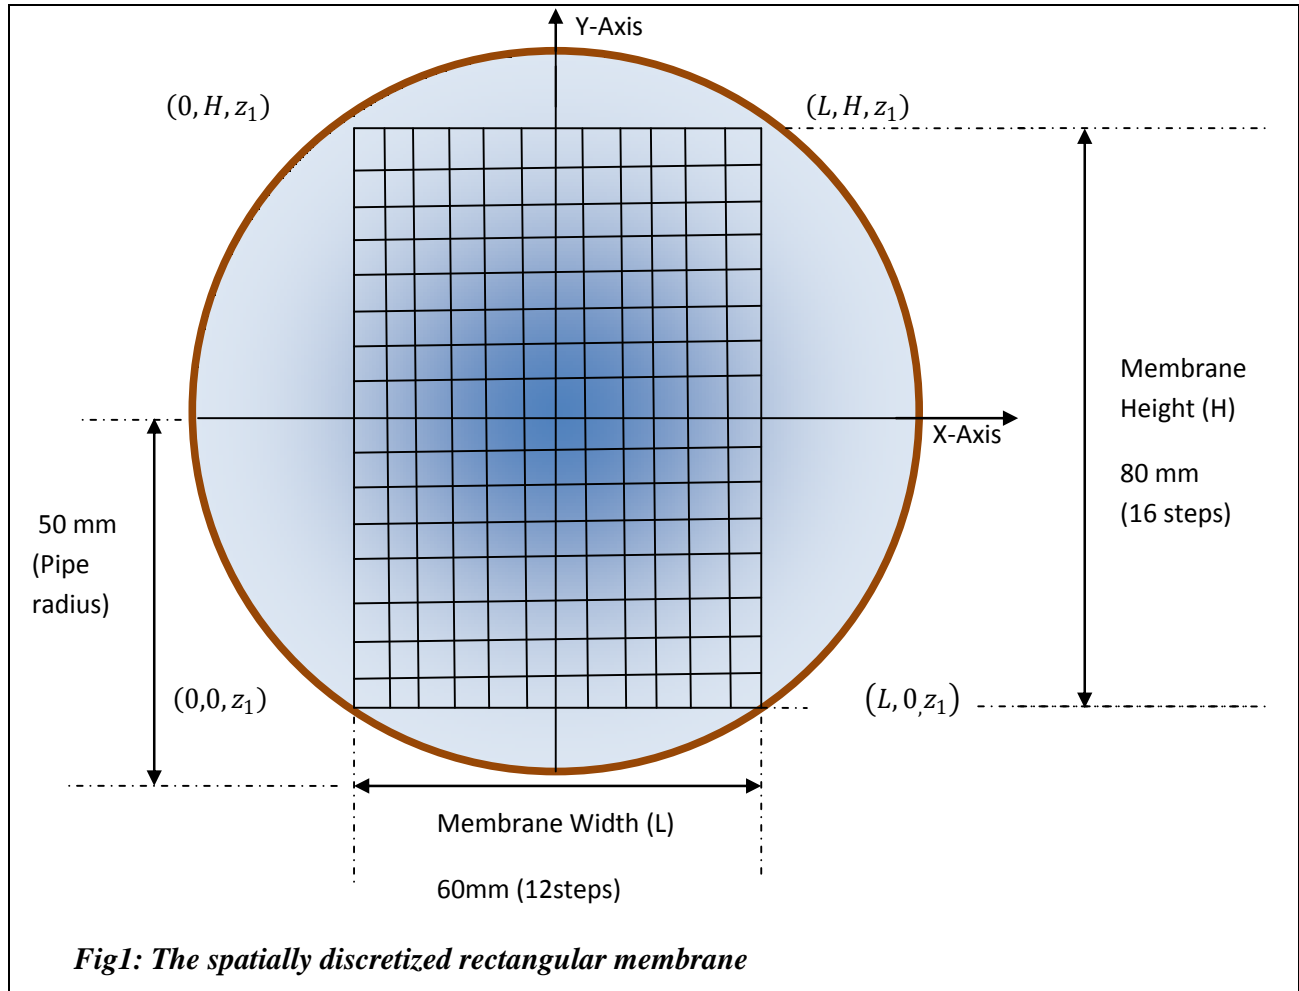 Y-Axis
(0, H, z₁)
(L, H, z₁)
X-Axis
Membrane
Height (H)
80 mm
(16 steps)
50 mm
(Pipe
radius)
(0,0, z₁)
(L, 0, z₁)
Membrane Width (L)
60mm (12steps)
Fig1: The spatially discretized rectangular membrane